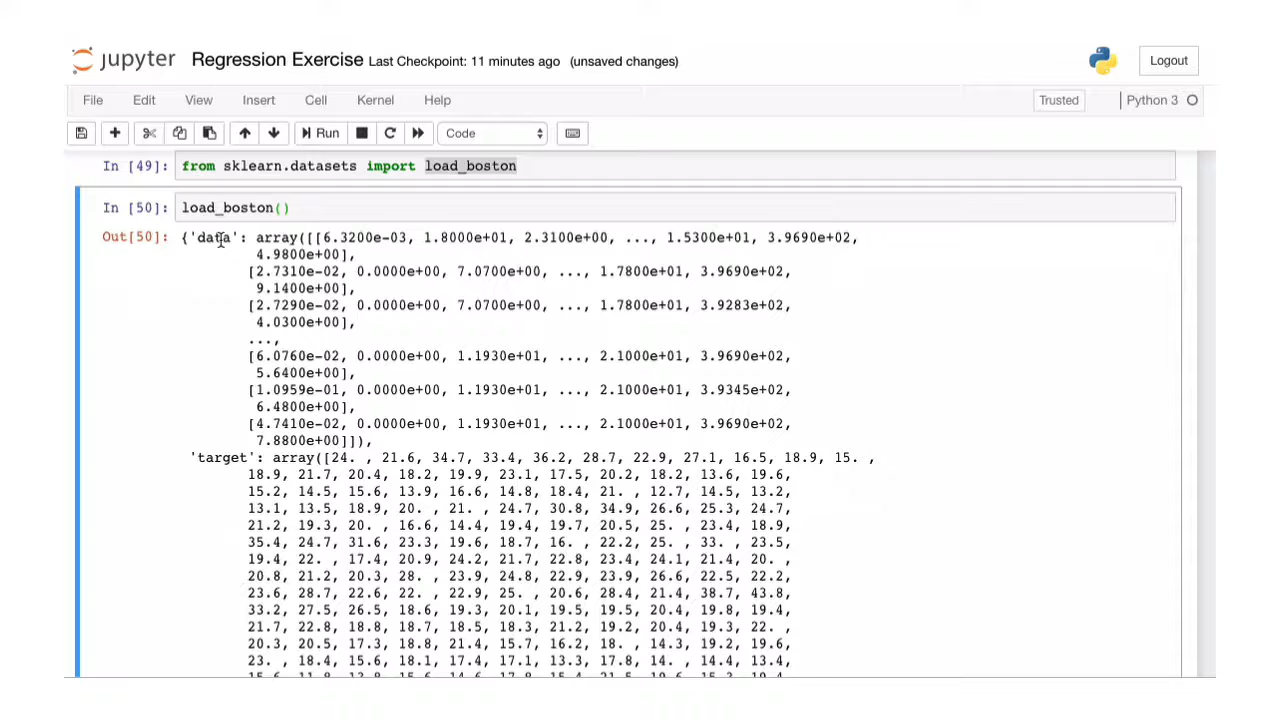 jupyter Regression Exercise Last Checkpoint: 11 minutes ago (unsaved changes) Logout
File Edit View Insert Cell Kernel Help Trusted Python 3
Run Code
In [49]: from sklearn.datasets import load_boston
In [50]: load_boston()
Out[50]: {'data': array([[6.3200e-03, 1.8000e+01, 2.3100e+00, ..., 1.5300e+01, 3.9690e+02,
4.9800e+00],
[2.7310e-02, 0.0000e+00, 7.0700e+00, ..., 1.7800e+01, 3.9690e+02,
9.1400e+00],
[2.7290e-02, 0.0000e+00, 7.0700e+00, ..., 1.7800e+01, 3.9283e+02,
4.0300e+00],
...,
[6.0760e-02, 0.0000e+00, 1.1930e+01, ..., 2.1000e+01, 3.9690e+02,
5.6400e+00],
[1.0959e-01, 0.0000e+00, 1.1930e+01, ..., 2.1000e+01, 3.9345e+02,
6.4800e+00],
[4.7410e-02, 0.0000e+00, 1.1930e+01, ..., 2.1000e+01, 3.9690e+02,
7.8800e+00]]),
'target': array([24. , 21.6, 34.7, 33.4, 36.2, 28.7, 22.9, 27.1, 16.5, 18.9, 15. ,
18.9, 21.7, 20.4, 18.2, 19.9, 23.1, 17.5, 20.2, 18.2, 13.6, 19.6,
15.2, 14.5, 15.6, 13.9, 16.6, 14.8, 18.4, 21. , 12.7, 14.5, 13.2,
13.1, 13.5, 18.9, 20. , 21. , 24.7, 30.8, 34.9, 26.6, 25.3, 24.7,
21.2, 19.3, 20. , 16.6, 14.4, 19.4, 19.7, 20.5, 25. , 23.4, 18.9,
35.4, 24.7, 31.6, 23.3, 19.6, 18.7, 16. , 22.2, 25. , 33. , 23.5,
19.4, 22. , 17.4, 20.9, 24.2, 21.7, 22.8, 23.4, 24.1, 21.4, 20. ,
20.8, 21.2, 20.3, 28. , 23.9, 24.8, 22.9, 23.9, 26.6, 22.5, 22.2,
23.6, 28.7, 22.6, 22. , 22.9, 25. , 20.6, 28.4, 21.4, 38.7, 43.8,
33.2, 27.5, 26.5, 18.6, 19.3, 20.1, 19.5, 19.5, 20.4, 19.8, 19.4,
21.7, 22.8, 18.8, 18.7, 18.5, 18.3, 21.2, 19.2, 20.4, 19.3, 22. ,
20.3, 20.5, 17.3, 18.8, 21.4, 15.7, 16.2, 18. , 14.3, 19.2, 19.6,
23. , 18.4, 15.6, 18.1, 17.4, 17.1, 13.3, 17.8, 14. , 14.4, 13.4,